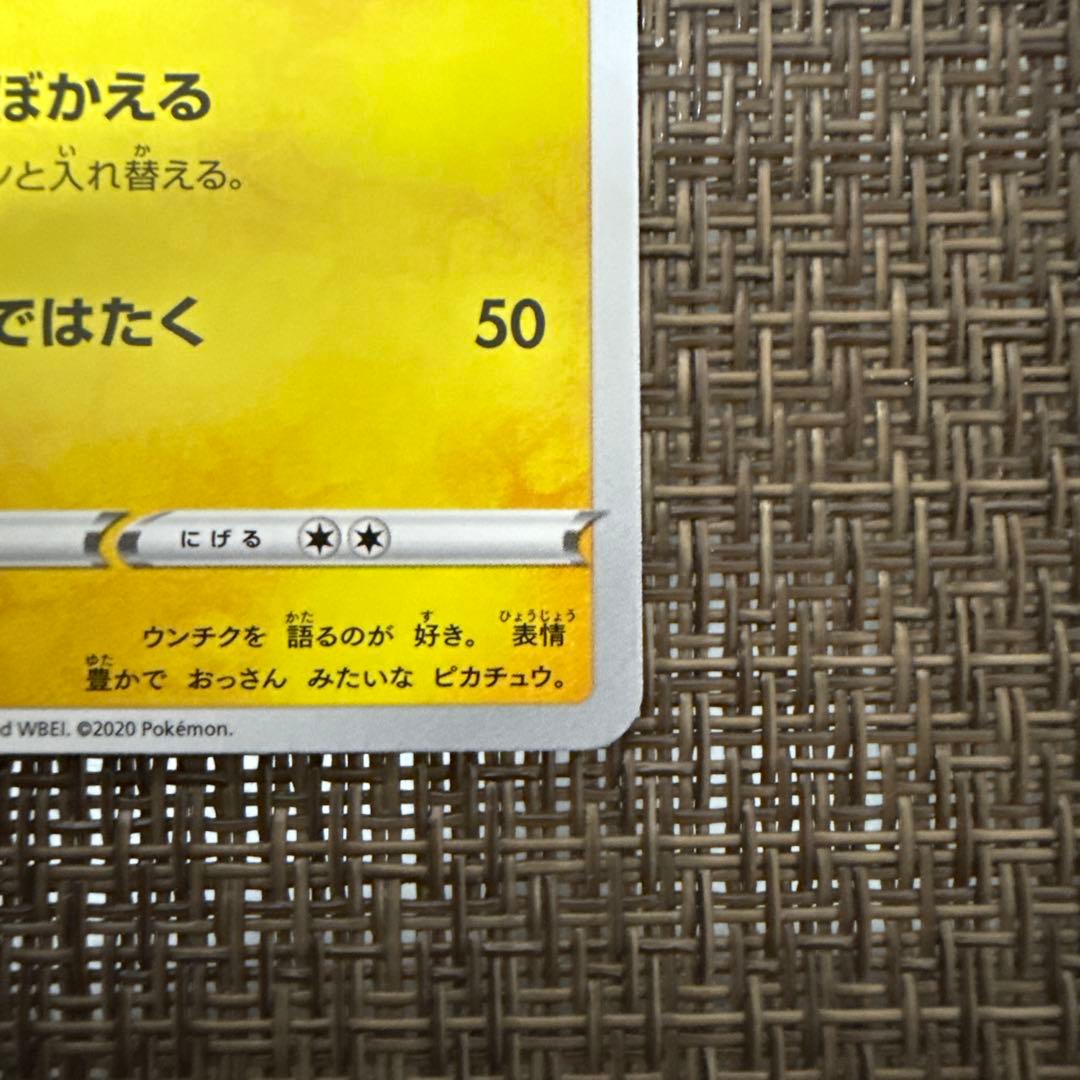 ぼかえる
ンと入れ替える。
ではたく 50
にげる
ウンチクを 語るのが 好き。 表情
豊かで おっさん みたいな ピカチュウ。
d WBEI. ©2020 Pokémon.